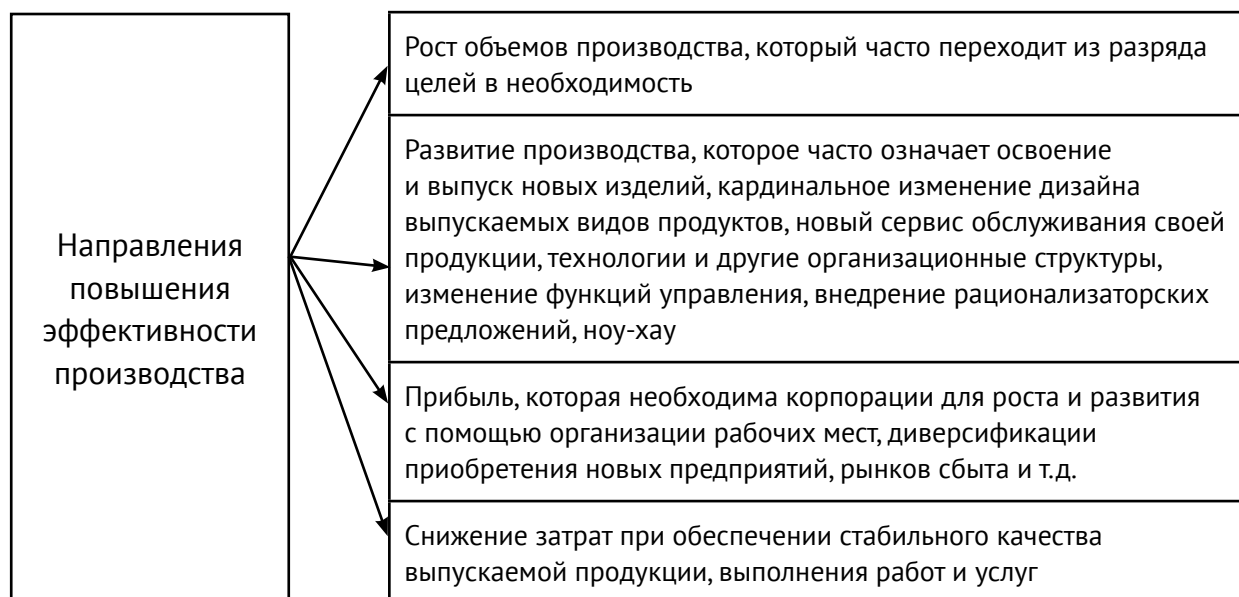 Направления
повышения
эффективности
производства
Рост объемов производства, который часто переходит из разряда
целей в необходимость
Развитие производства, которое часто означает освоение
и выпуск новых изделий, кардинальное изменение дизайна
выпускаемых видов продуктов, новый сервис обслуживания своей
продукции, технологии и другие организационные структуры,
изменение функций управления, внедрение рационализаторских
предложений, ноу-хау
Прибыль, которая необходима корпорации для роста и развития
с помощью организации рабочих мест, диверсификации
приобретения новых предприятий, рынков сбыта и т.д.
Снижение затрат при обеспечении стабильного качества
выпускаемой продукции, выполнения работ и услуг